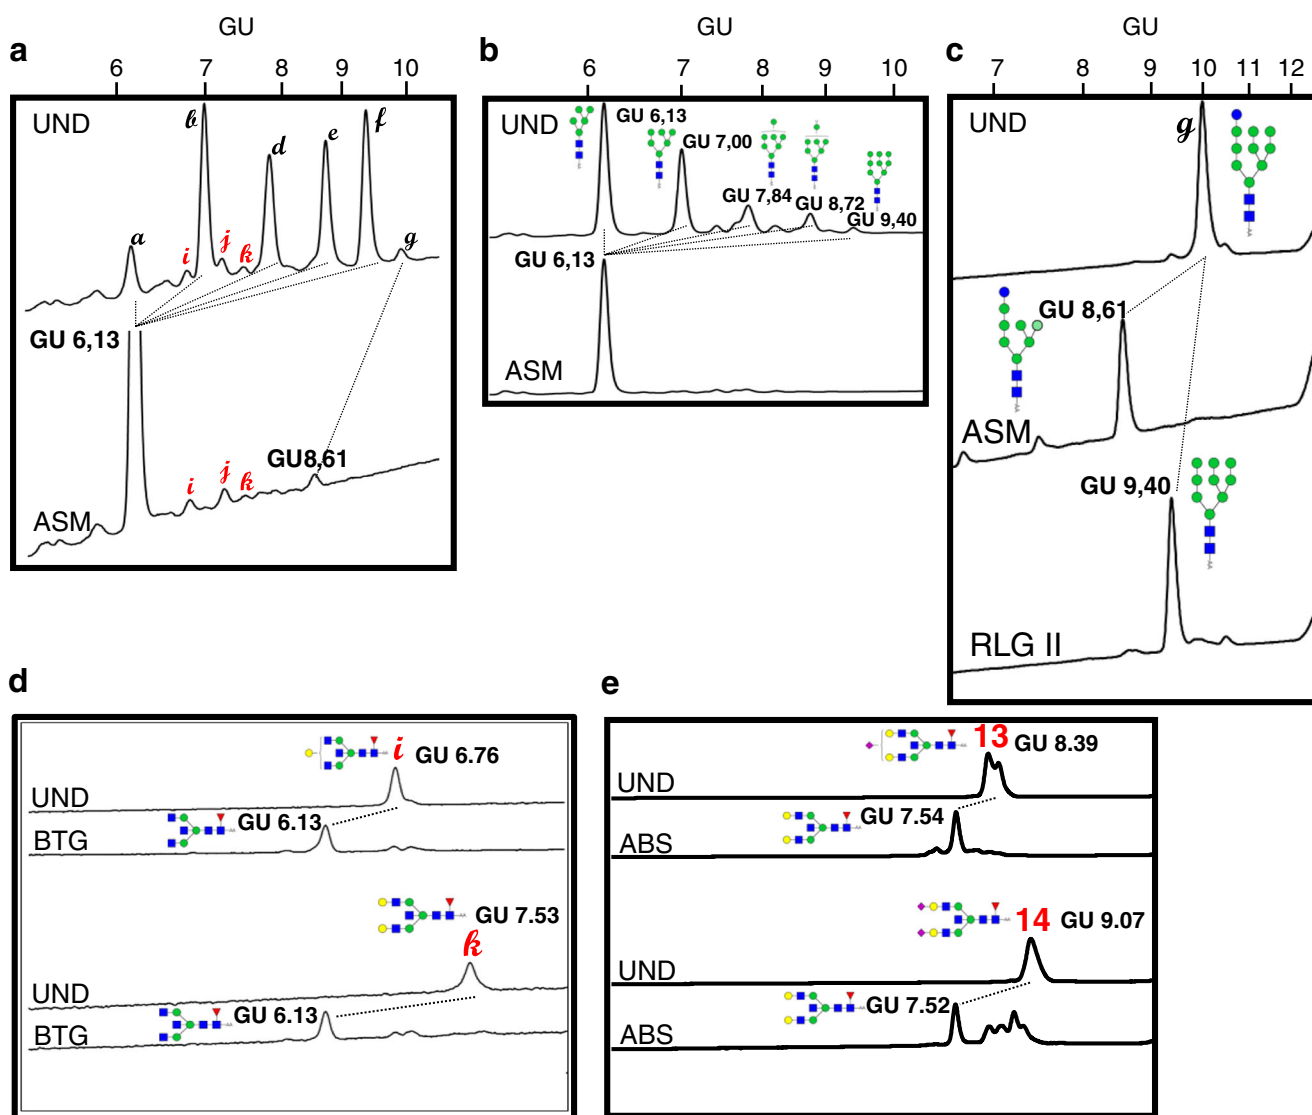 a
GU
6 7 8 9 10
UND
b
d
e
f
a
i
j
k
g
GU 6,13
GU8,61
i
j
k
ASM
b
GU
6 7 8 9 10
UND
GU 6,13
GU 7,00
GU 7,84
GU 8,72
GU 9,40
GU 6,13
ASM
c
GU
7 8 9 10 11 12
UND
g
GU 8,61
ASM
GU 9,40
RLG II
d
i
GU 6.76
UND
GU 6.13
BTG
GU 7.53
k
UND
GU 6.13
BTG
e
13 GU 8.39
UND
GU 7.54
ABS
14 GU 9.07
UND
GU 7.52
ABS